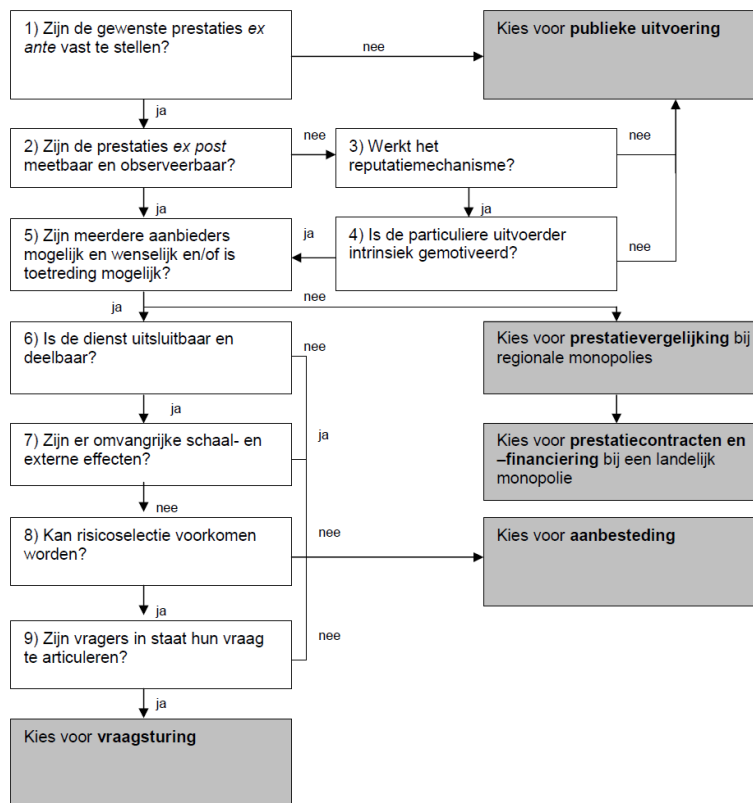 1) Zijn de gewenste prestaties ex
ante vast te stellen?
nee
Kies voor publieke uitvoering
ja
2) Zijn de prestaties ex post
meetbaar en observeerbaar?
nee
3) Werkt het
reputatiemechanisme?
nee
ja
ja
5) Zijn meerdere aanbieders
mogelijk en wenselijk en/of is
toetreding mogelijk?
ja
4) Is de particuliere uitvoerder
intrinsiek gemotiveerd?
nee
ja
nee
6) Is de dienst uitsluitbaar en
deelbaar?
nee
Kies voor prestatievergelijking bij
regionale monopolies
ja
7) Zijn er omvangrijke schaal- en
externe effecten?
ja
Kies voor prestatiecontracten en
–financiering bij een landelijk
monopolie
nee
8) Kan risicoselectie voorkomen
worden?
nee
Kies voor aanbesteding
ja
9) Zijn vragers in staat hun vraag
te articuleren?
nee
ja
Kies voor vraagsturing